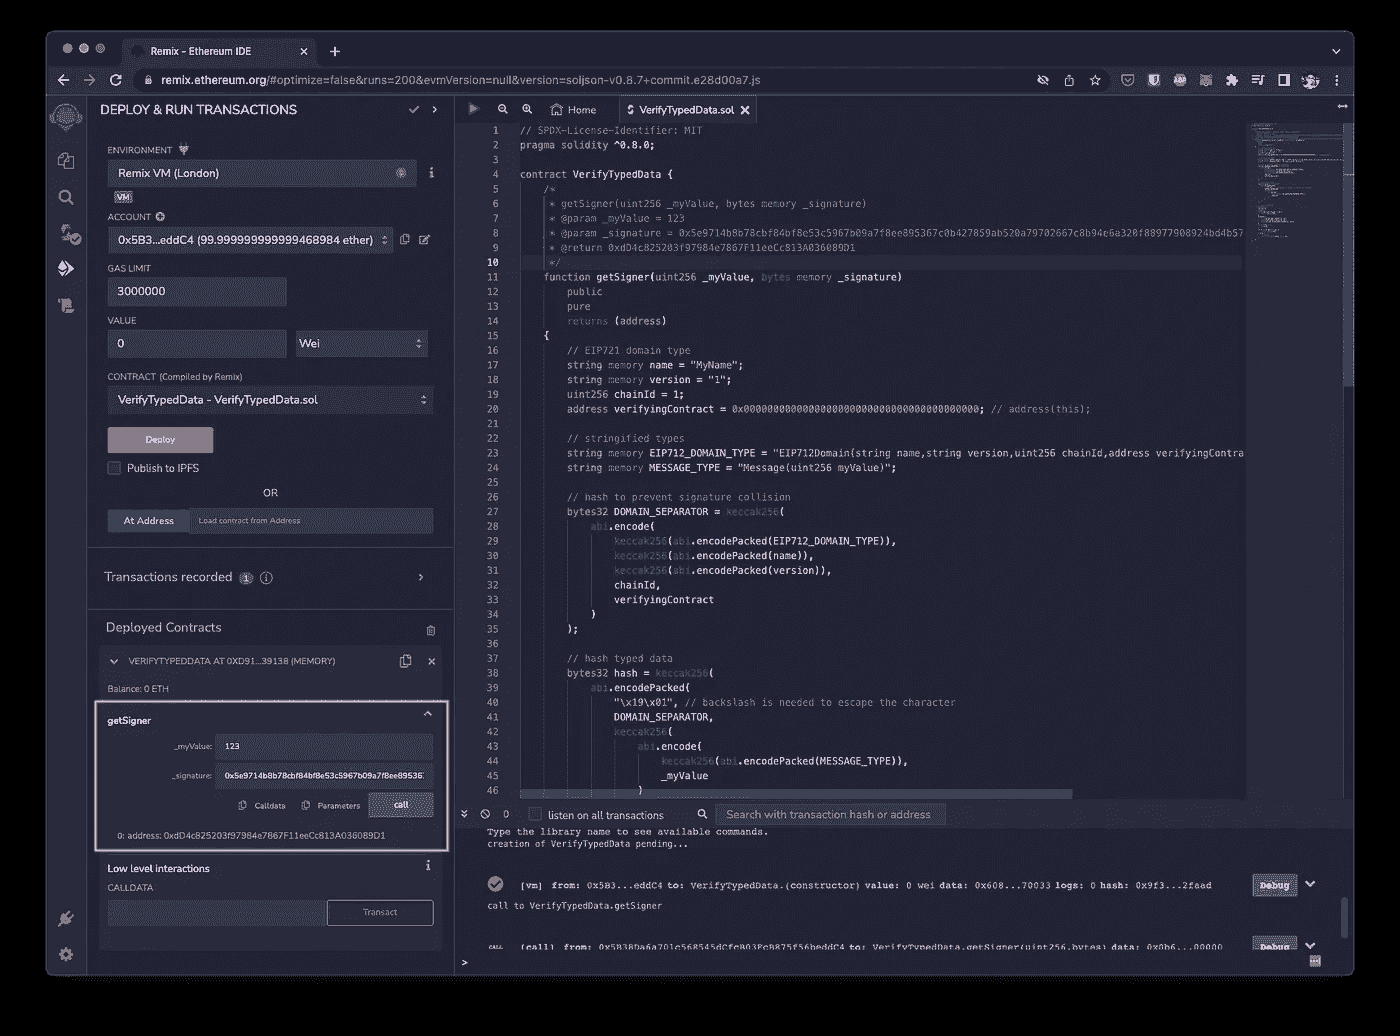 Remix - Ethereum IDE
remix.ethereum.org/#optimize=false&runs=200&evmVersion=null&version=soljson-v0.8.7+commit.e28d00a7.js
DEPLOY & RUN TRANSACTIONS
ENVIRONMENT
Remix VM (London)
VM
ACCOUNT
0x5B3...eddC4 (99.999999999999468984 ether)
GAS LIMIT
3000000
VALUE
0
Wei
CONTRACT (Compiled by Remix)
VerifyTypedData - VerifyTypedData.sol
Deploy
Publish to IPFS
OR
At Address
Load contract from Address
Transactions recorded 1
Deployed Contracts
VERIFYTYPEDDATA AT 0XD91...39138 (MEMORY)
Balance: 0 ETH
getSigner
_myValue: 123
_signature: 0x5e9714b8b78cbf84bf8e53c5967b09a7f8ee895367
Calldata Parameters call
0: address: 0xdD4c825203f97984e7867F11eeCc813A036089D1
Low level interactions
CALLDATA
Transact
Home VerifyTypedData.sol
1 // SPDX-License-Identifier: MIT
2 pragma solidity ^0.8.0;
3
4 contract VerifyTypedData {
5 /*
6 * getSigner(uint256 _myValue, bytes memory _signature)
7 * @param _myValue = 123
8 * @param _signature = 0x5e9714b8b78cbf84bf8e53c5967b09a7f8ee895367c0b427859ab520a79702667c8b94e6a328f88977908924bd4b57
9 * @return 0xdD4c825203f97984e7867F11eeCc813A036089D1
10 */
11 function getSigner(uint256 _myValue, bytes memory _signature)
12 public
13 pure
14 returns (address)
15 {
16 // EIP721 domain type
17 string memory name = "MyName";
18 string memory version = "1";
19 uint256 chainId = 1;
20 address verifyingContract = 0x0000000000000000000000000000000000000000; // address(this);
21
22 // stringified types
23 string memory EIP712_DOMAIN_TYPE = "EIP712Domain(string name,string version,uint256 chainId,address verifyingContra
24 string memory MESSAGE_TYPE = "Message(uint256 myValue)";
25
26 // hash to prevent signature collision
27 bytes32 DOMAIN_SEPARATOR = keccak256(
28 abi.encode(
29 keccak256(abi.encodePacked(EIP712_DOMAIN_TYPE)),
30 keccak256(abi.encodePacked(name)),
31 keccak256(abi.encodePacked(version)),
32 chainId,
33 verifyingContract
34 )
35 );
36
37 // hash typed data
38 bytes32 hash = keccak256(
39 abi.encodePacked(
40 "\x19\x01", // backslash is needed to escape the character
41 DOMAIN_SEPARATOR,
42 keccak256(
43 abi.encode(
44 keccak256(abi.encodePacked(MESSAGE_TYPE)),
45 _myValue
46 )
0 listen on all transactions Search with transaction hash or address
Type the library name to see available commands.
creation of VerifyTypedData pending...
[vm] from: 0x5B3...eddC4 to: VerifyTypedData.(constructor) value: 0 wei data: 0x608...70033 logs: 0 hash: 0x9f3...2faad
Debug
call to VerifyTypedData.getSigner
CALL [call] from: 0x5B38Da6a701c568545dCfcB03FcB875f56beddC4 to: VerifyTypedData.getSigner(uint256,bytes) data: 0x0b6...00000
Debug
>